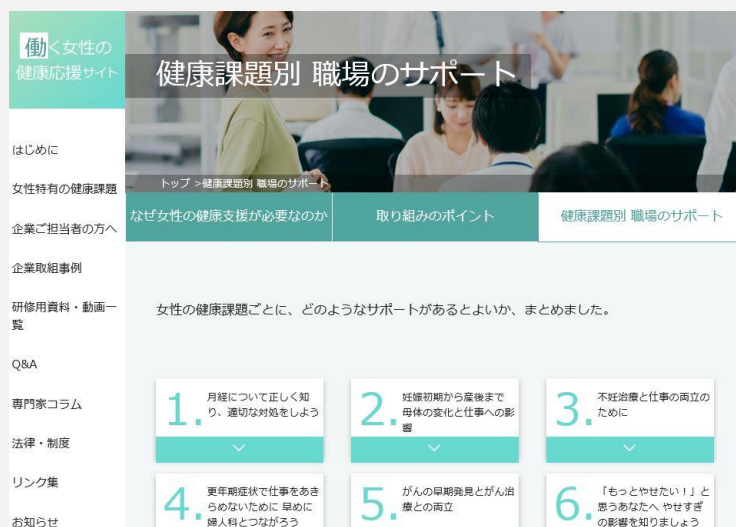 働く女性の
健康応援サイト
はじめに
女性特有の健康課題
企業ご担当者の方へ
企業取組事例
研修用資料・動画一
覧
Q&A
専門家コラム
法律・制度
リンク集
お知らせ
健康課題別 職場のサポート
トップ >健康課題別 職場のサポート
なぜ女性の健康支援が必要なのか
取り組みのポイント
健康課題別 職場のサポート
女性の健康課題ごとに、どのようなサポートがあるとよいか、まとめました。
1.
月経について正しく知
り、適切な対処をしよう
2.
妊娠初期から産後まで
母体の変化と仕事への影
響
3.
不妊治療と仕事の両立の
ために
4.
更年期症状で仕事をあき
らめないために 早めに
婦人科とつながろう
5.
がんの早期発見とがん治
療との両立
6.
「もっとやせたい！」と
思うあなたへ やせすぎ
の影響を知りましょう